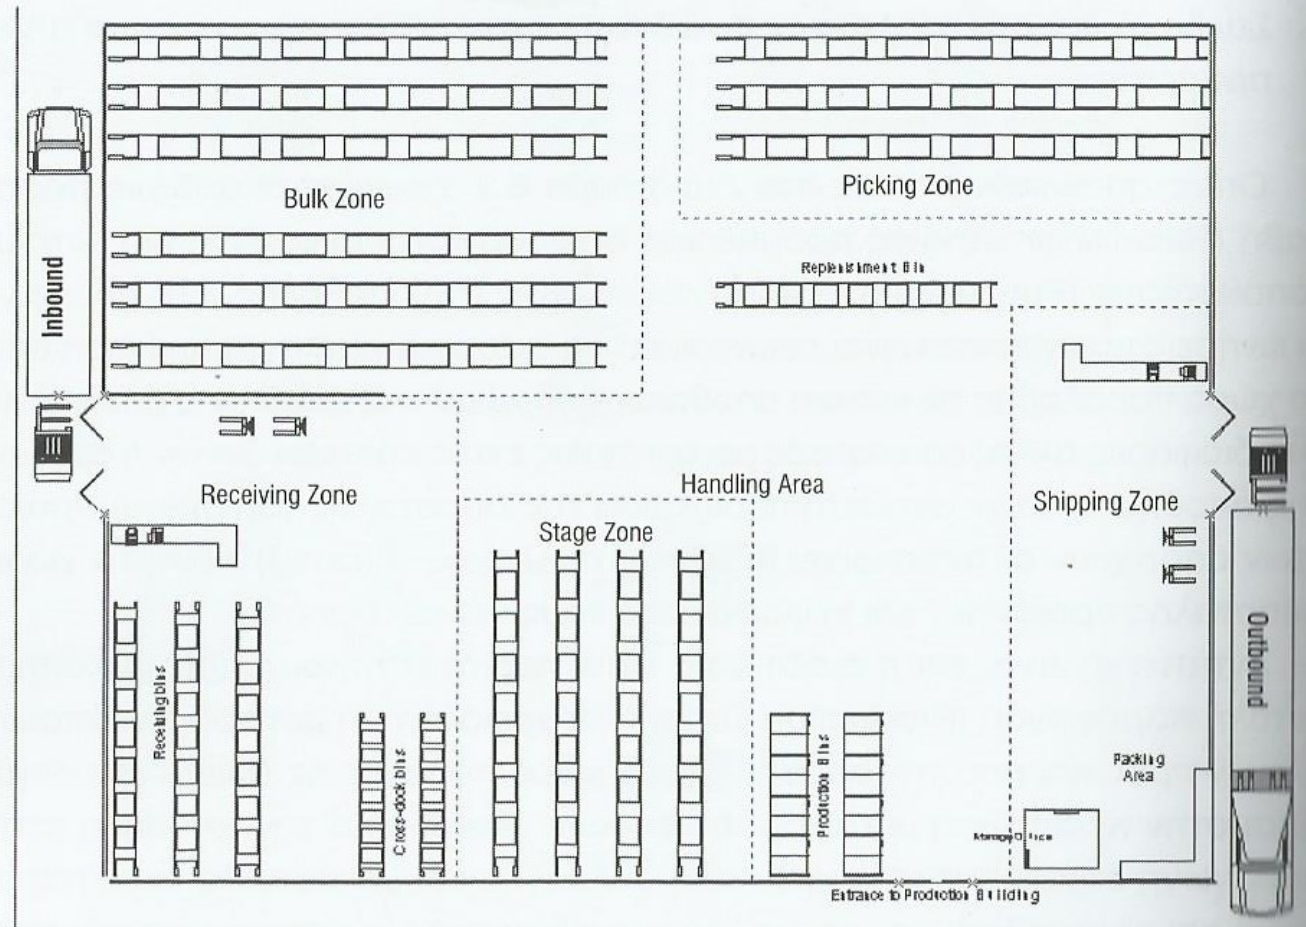 Bulk Zone
Picking Zone
Replenishment Bin
Inbound
Receiving Zone
Handling Area
Stage Zone
Shipping Zone
Outbound
Receiving bins
Cross-dock bins
Production Bins
Packing
Area
Entrance to Production Building